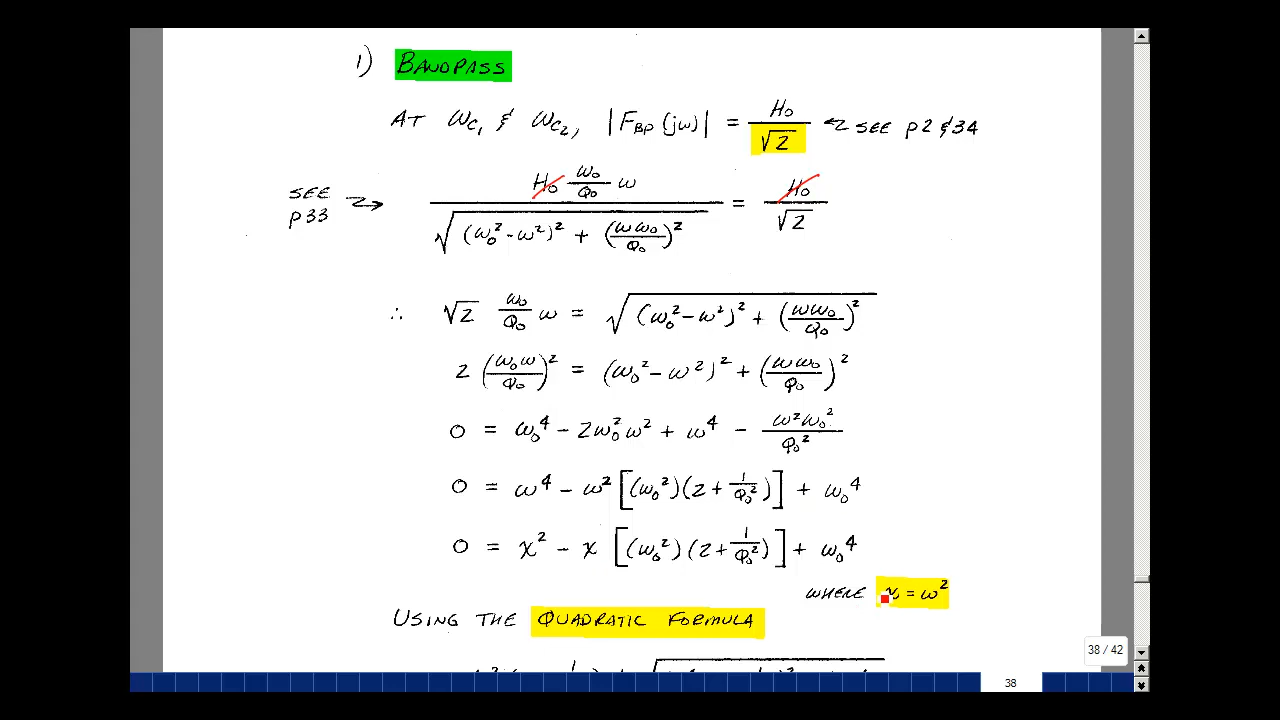 1) BANDPASS
AT ωC1 & ωC2, |FBP(jω)| = H0/√2 ← SEE p2 & 34
SEE p33 → H0 (ω0/Q0) ω / √((ω0² - ω²)² + (ωω0/Q0)²) = H0/√2
∴ √2 (ω0/Q0) ω = √((ω0² - ω²)² + (ωω0/Q0)²)
2 (ω0ω/Q0)² = (ω0² - ω²)² + (ωω0/Q0)²
0 = ω0⁴ - 2ω0²ω² + ω⁴ - ω²ω0²/Q0²
0 = ω⁴ - ω² [(ω0²)(2 + 1/Q0²)] + ω0⁴
0 = x² - x [(ω0²)(2 + 1/Q0²)] + ω0⁴
WHERE x = ω²
USING THE QUADRATIC FORMULA
38 / 42
38